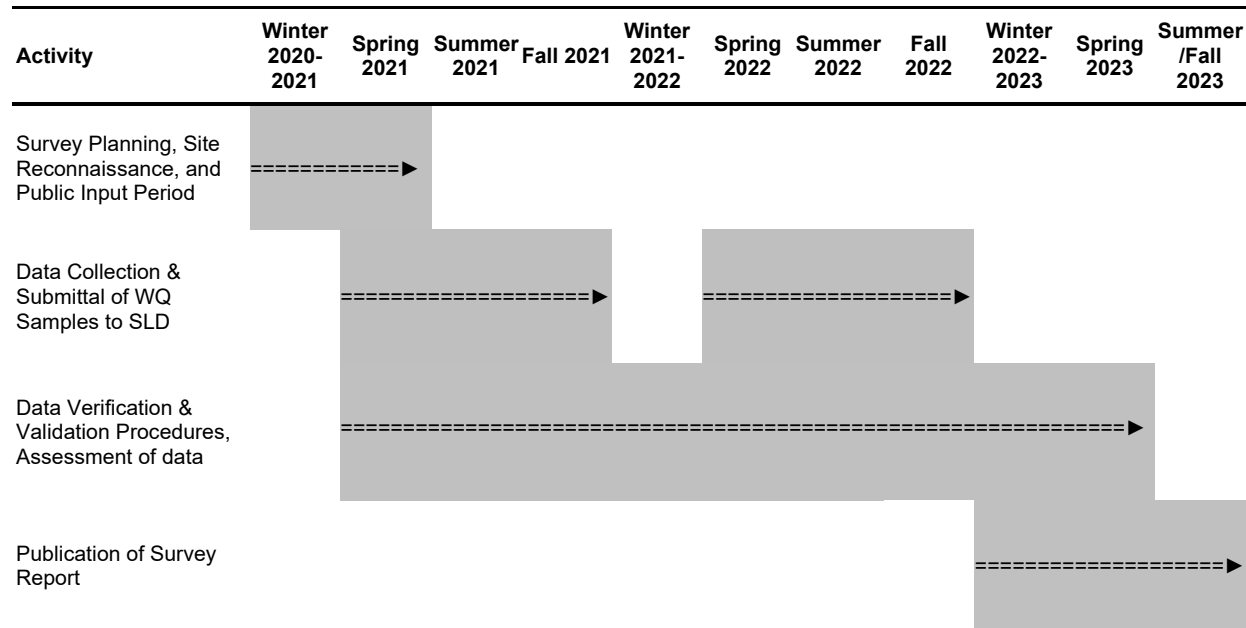 Activity
Winter
2020-
2021
Spring
2021
Summer
2021
Fall 2021
Winter
2021-
2022
Spring
2022
Summer
2022
Fall
2022
Winter
2022-
2023
Spring
2023
Summer
/Fall
2023
Survey Planning, Site
Reconnaissance, and
Public Input Period
Data Collection &
Submittal of WQ
Samples to SLD
Data Verification &
Validation Procedures,
Assessment of data
Publication of Survey
Report